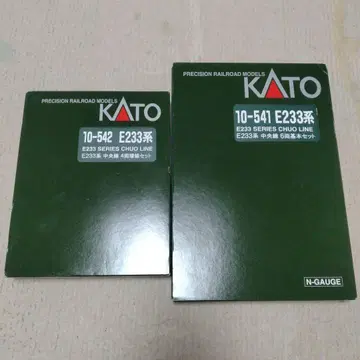 PRECISION RAILROAD MODELS
KATO
10-542 E233系
E233 SERIES CHUO LINE
E233系 中央線 4両増結セット
PRECISION RAILROAD MODELS
KATO
10-541 E233系
E233 SERIES CHUO LINE
E233系 中央線 6両基本セット
N-GAUGE